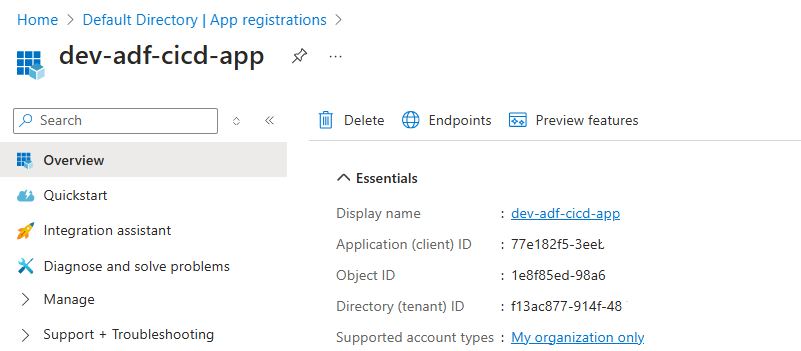 Home > Default Directory | App registrations >
dev-adf-cicd-app ...
Search
Delete Endpoints Preview features
Overview
Essentials
Quickstart
Display name : dev-adf-cicd-app
Integration assistant
Application (client) ID : 77e182f5-3eeb
Diagnose and solve problems
Object ID : 1e8f85ed-98a6
Manage
Directory (tenant) ID : f13ac877-914f-48
Support + Troubleshooting
Supported account types : My organization only